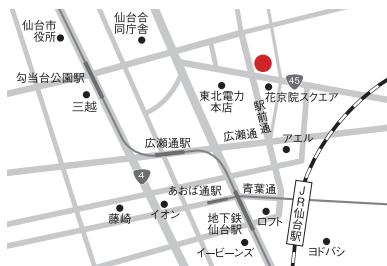 仙台市
役所
仙台合
同庁舎
45
勾当台公園駅
三越
東北電力
本店
花京院スクエア
駅前通
広瀬通駅
広瀬通
アエル
4
あおば通駅
青葉通
藤崎
イオン
地下鉄
仙台駅
ロフト
JR仙台駅
イービーンズ
ヨドバシ